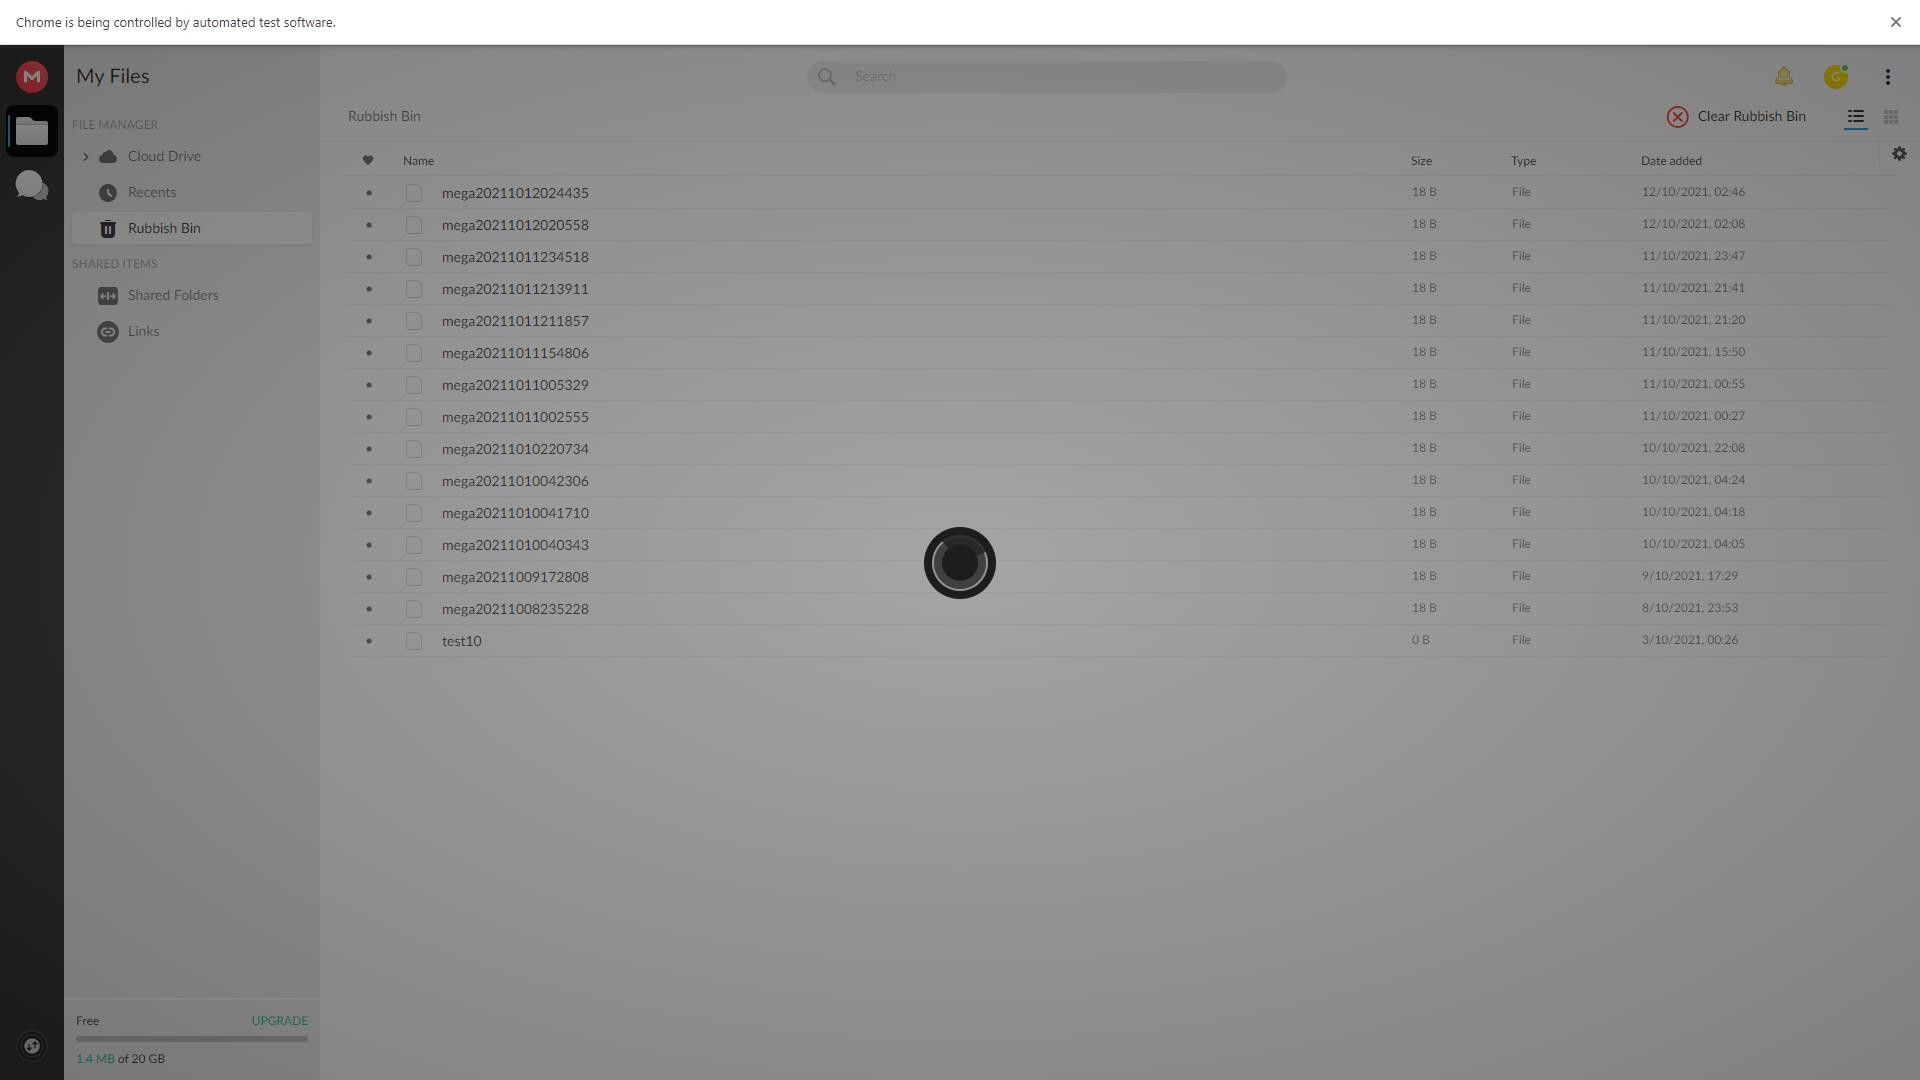 Chrome is being controlled by automated test software.
My Files
Search
G
FILE MANAGER
Rubbish Bin
Clear Rubbish Bin
Cloud Drive
Recents
Rubbish Bin
SHARED ITEMS
Shared Folders
Links
Name Size Type Date added
mega20211012024435 18 B File 12/10/2021, 02:46
mega20211012020558 18 B File 12/10/2021, 02:08
mega20211011234518 18 B File 11/10/2021, 23:47
mega20211011213911 18 B File 11/10/2021, 21:41
mega20211011211857 18 B File 11/10/2021, 21:20
mega20211011154806 18 B File 11/10/2021, 15:50
mega20211011005329 18 B File 11/10/2021, 00:55
mega20211011002555 18 B File 11/10/2021, 00:27
mega20211010220734 18 B File 10/10/2021, 22:08
mega20211010042306 18 B File 10/10/2021, 04:24
mega20211010041710 18 B File 10/10/2021, 04:18
mega20211010040343 18 B File 10/10/2021, 04:05
mega20211009172808 18 B File 9/10/2021, 17:29
mega20211008235228 18 B File 8/10/2021, 23:53
test10 0 B File 3/10/2021, 00:26
Free UPGRADE
1.4 MB of 20 GB